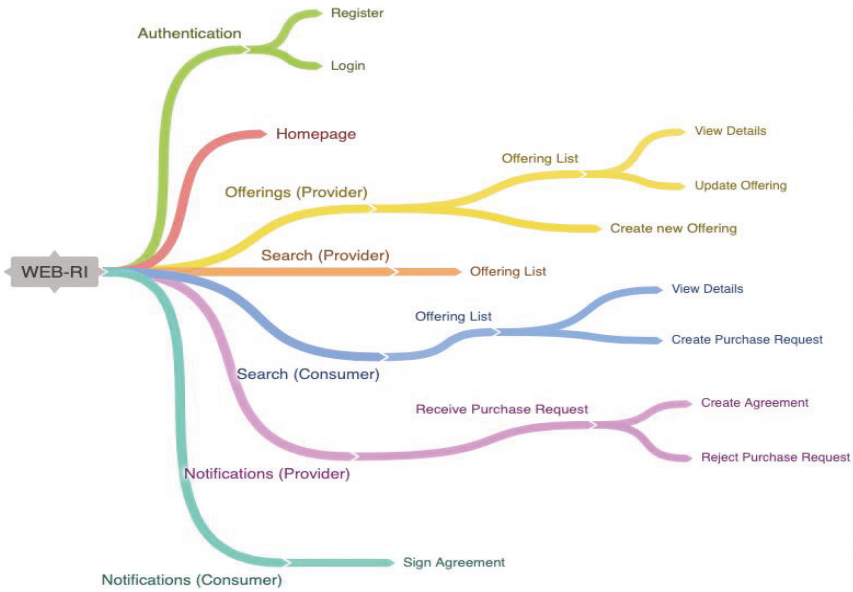 Register
Authentication
Login
Homepage
View Details
Offering List
Offerings (Provider)
Update Offering
Create new Offering
Search (Provider)
WEB-RI
Offering List
View Details
Offering List
Create Purchase Request
Search (Consumer)
Create Agreement
Receive Purchase Request
Reject Purchase Request
Notifications (Provider)
Sign Agreement
Notifications (Consumer)